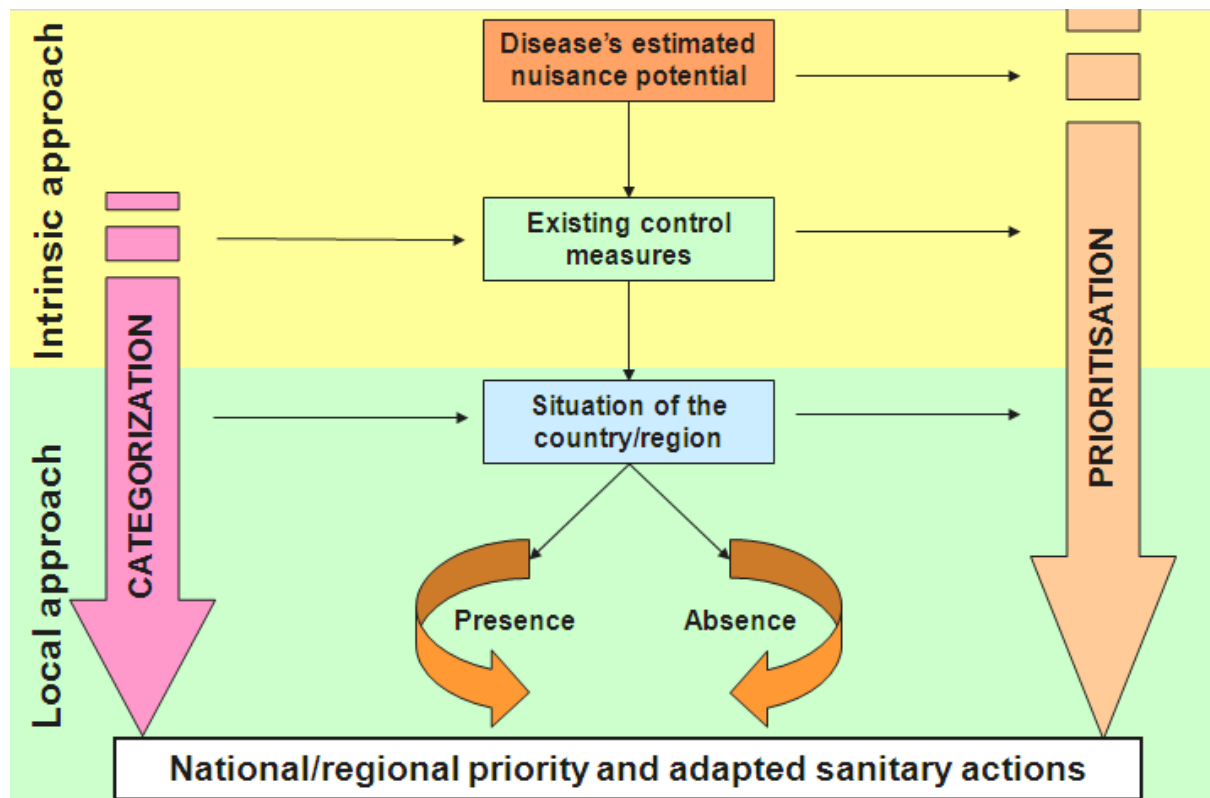 Intrinsic approach
Disease's estimated
nuisance potential
Existing control
measures
CATEGORIZATION
PRIORITISATION
Local approach
Situation of the
country/region
Presence
Absence
National/regional priority and adapted sanitary actions